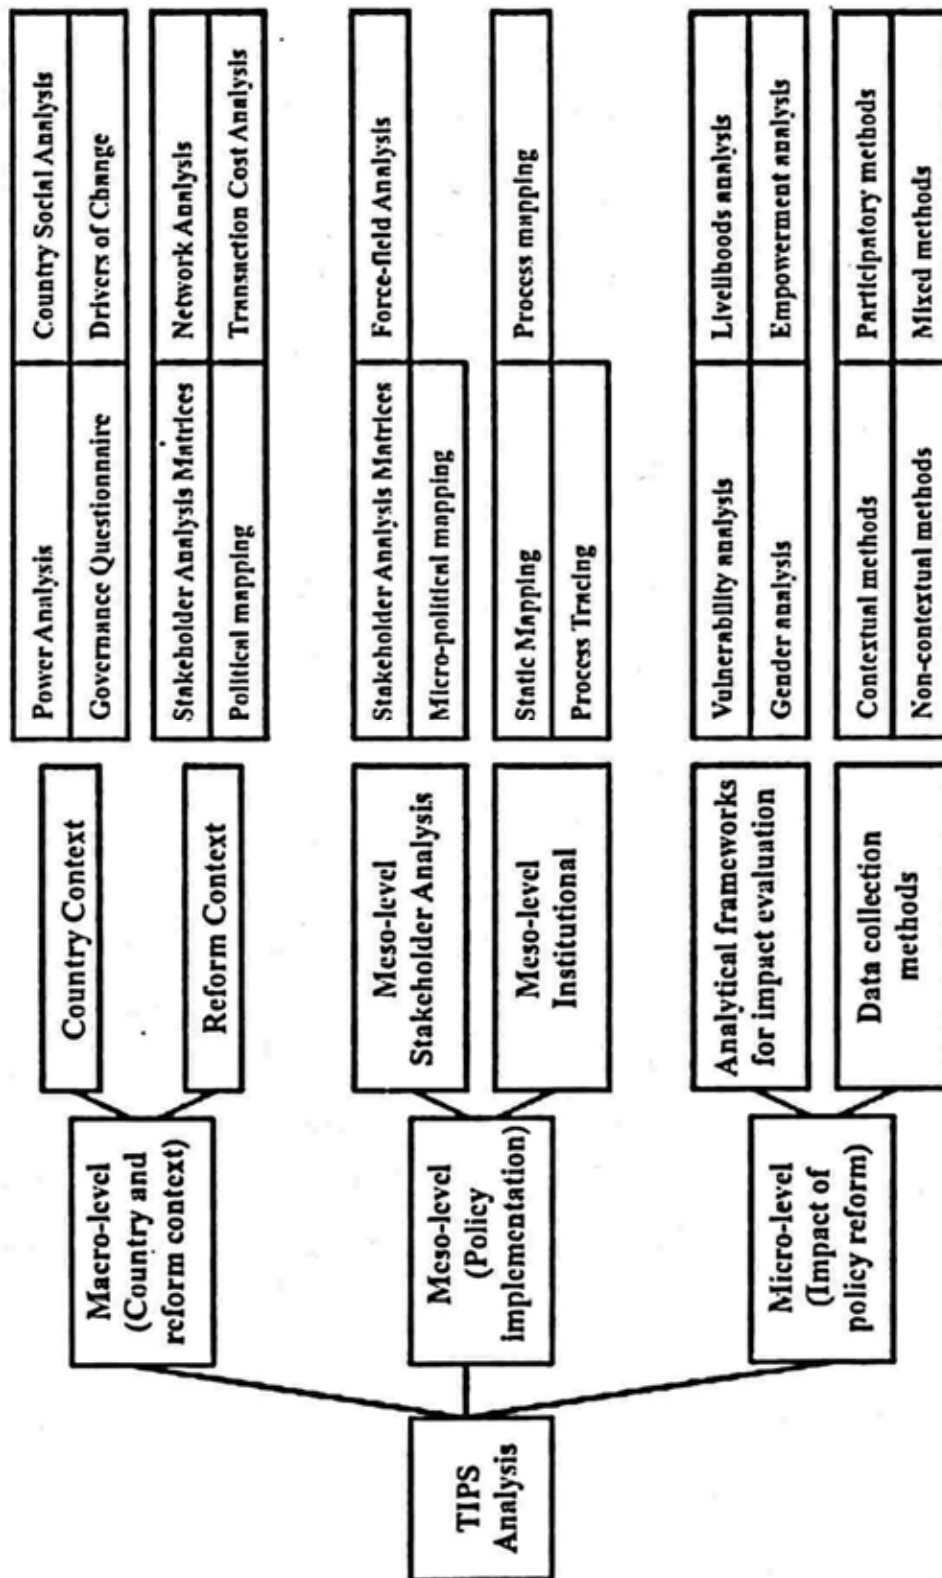 TIPS
Analysis
Macro-level
(Country and
reform context)
Country Context
Power Analysis
Country Social Analysis
Governance Questionnaire
Drivers of Change
Reform Context
Stakeholder Analysis Matrices
Network Analysis
Political mapping
Transaction Cost Analysis
Meso-level
(Policy
implementation)
Meso-level
Stakeholder Analysis
Stakeholder Analysis Matrices
Force-field Analysis
Micro-political mapping
Meso-level
Institutional
Static Mapping
Process mapping
Process Tracing
Micro-level
(Impact of
policy reform)
Analytical frameworks
for impact evaluation
Vulnerability analysis
Livelihoods analysis
Gender analysis
Empowerment analysis
Data collection
methods
Contextual methods
Participatory methods
Non-contextual methods
Mixed methods